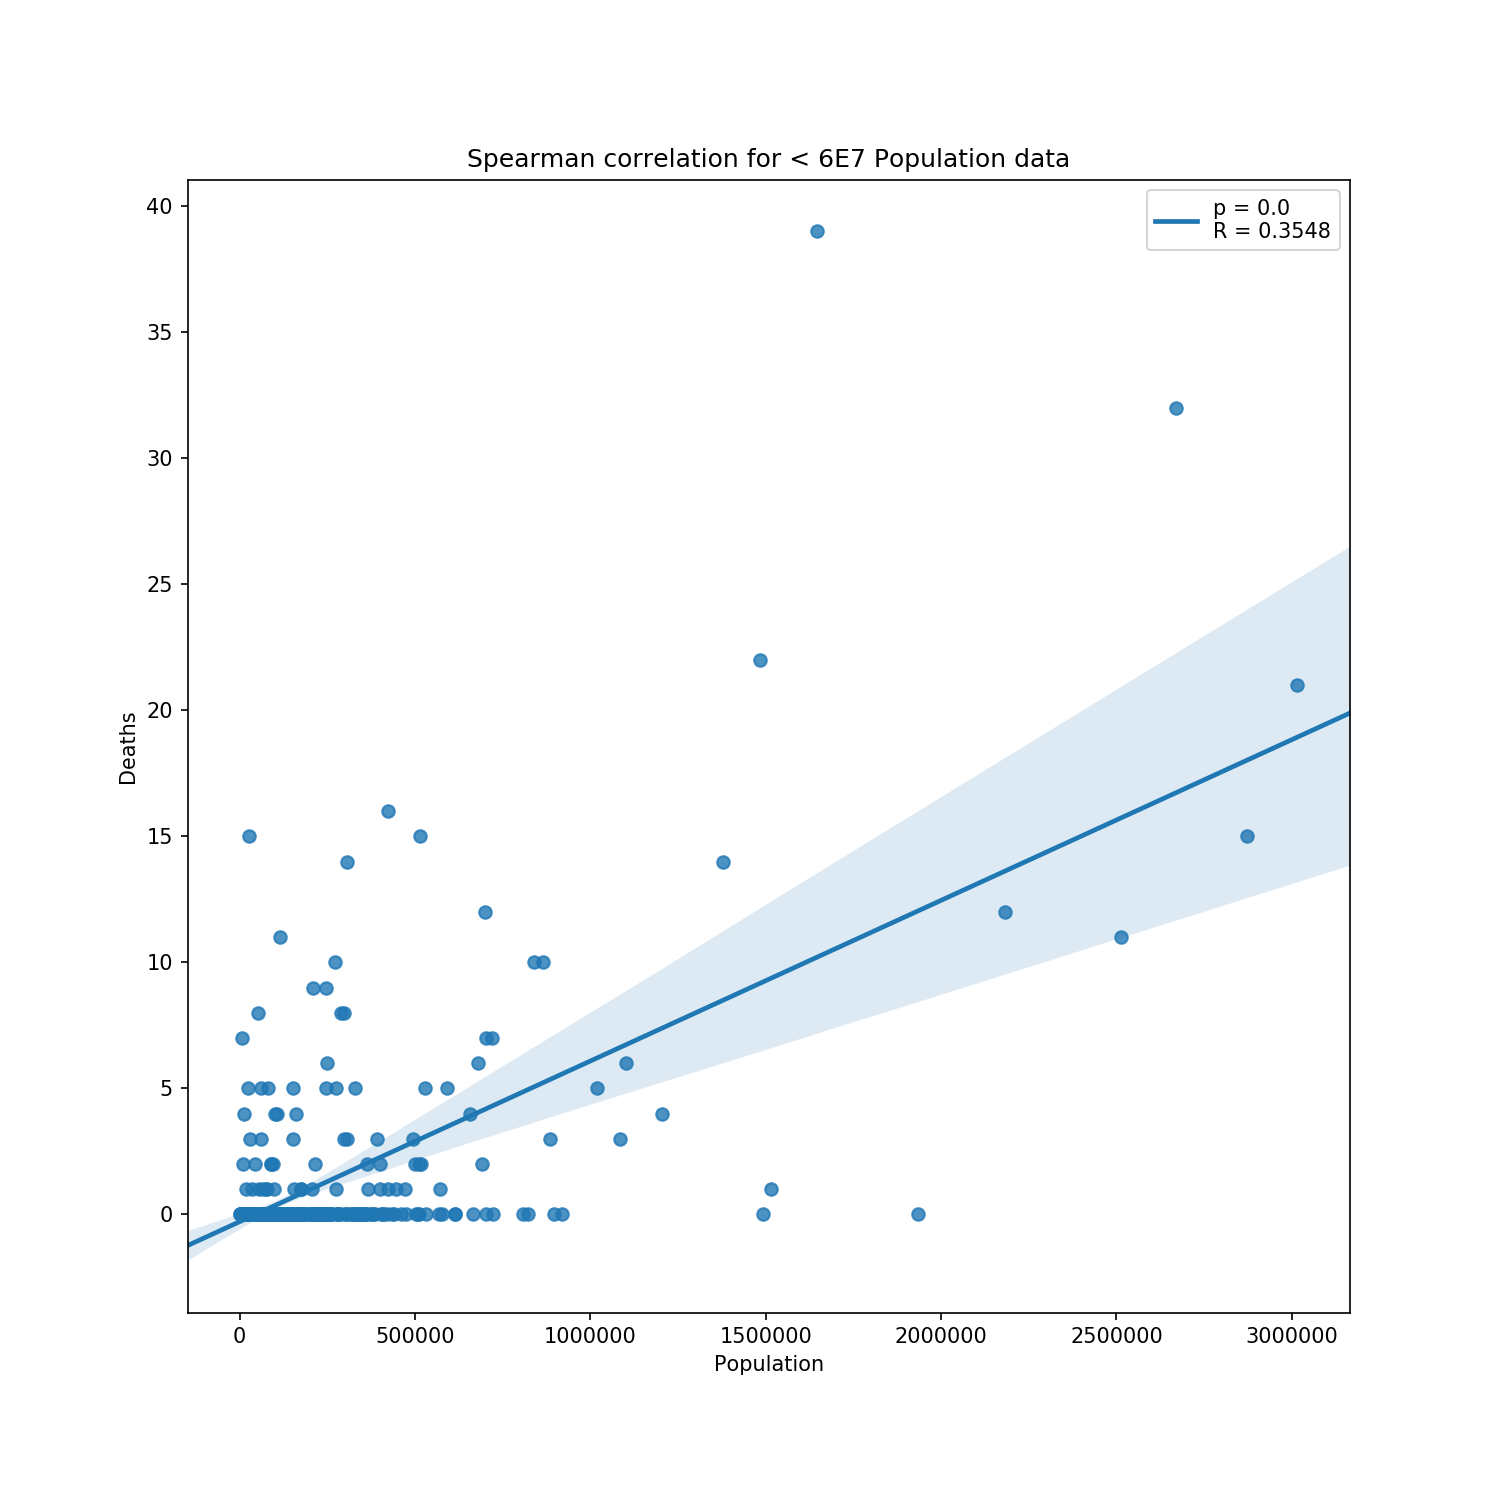 Spearman correlation for < 6E7 Population data
p = 0.0
R = 0.3548
40
35
30
25
20
15
10
5
0
Deaths
0 500000 1000000 1500000 2000000 2500000 3000000
Population